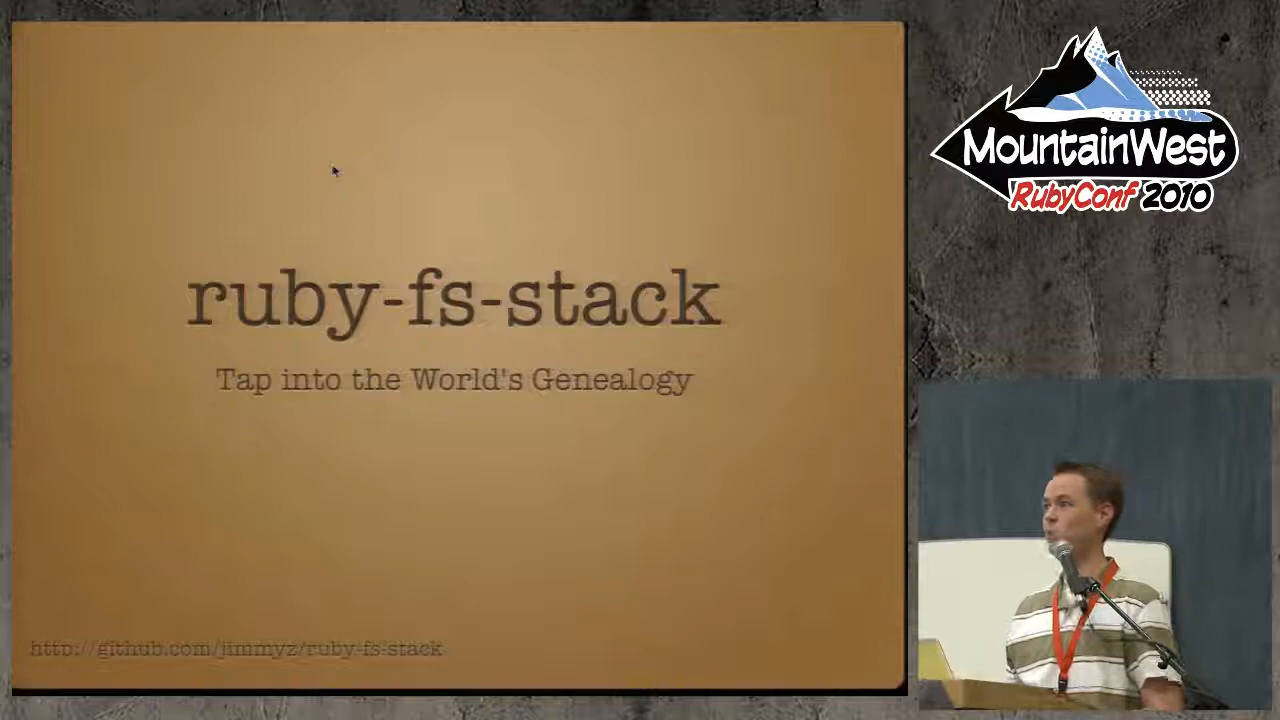 ruby-fs-stack
Tap into the World's Genealogy
http://github.com/jimmyz/ruby-fs-stack
MountainWest
RubyConf 2010